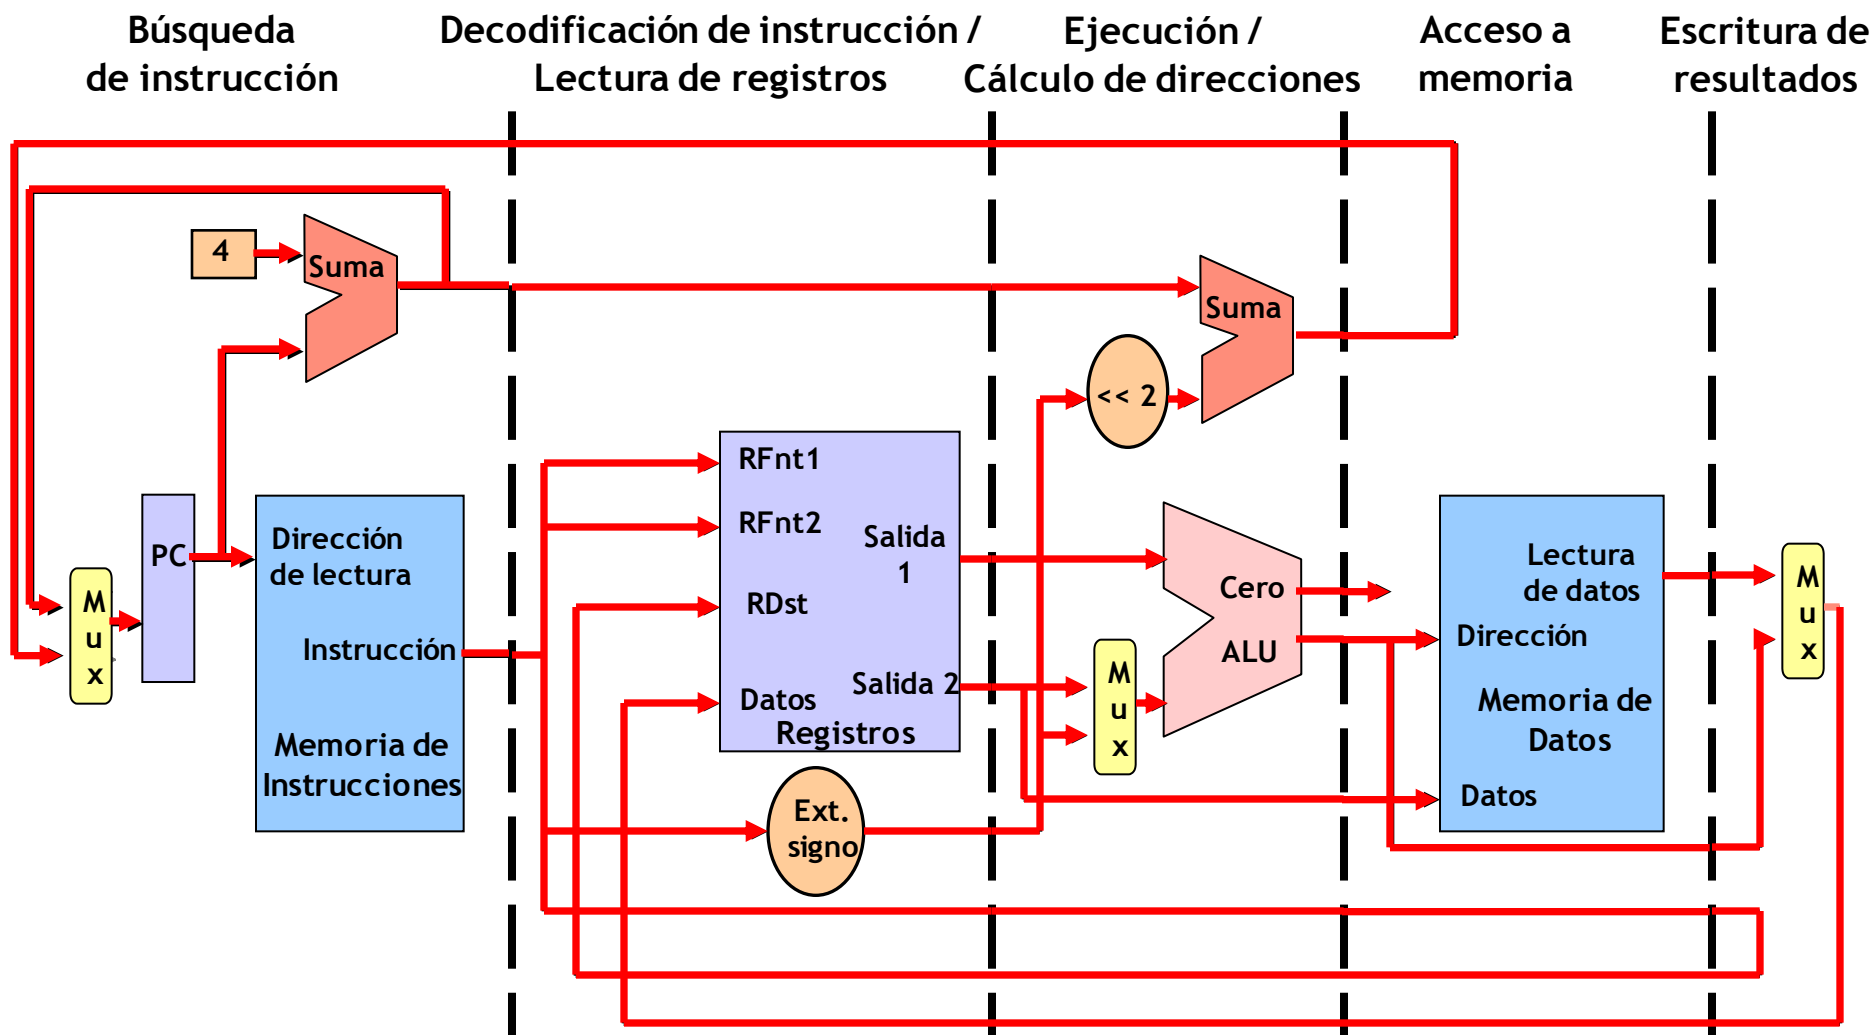 Búsqueda
de instrucción
Decodificación de instrucción /
Lectura de registros
Ejecución /
Cálculo de direcciones
Acceso a
memoria
Escritura de
resultados
4
Suma
Suma
<< 2
M
u
x
PC
Dirección
de lectura
Instrucción
Memoria de
Instrucciones
RFnt1
RFnt2
RDst
Datos
Salida
1
Salida 2
Registros
Ext.
signo
M
u
x
Cero
ALU
Lectura
de datos
Dirección
Memoria de
Datos
Datos
M
u
x